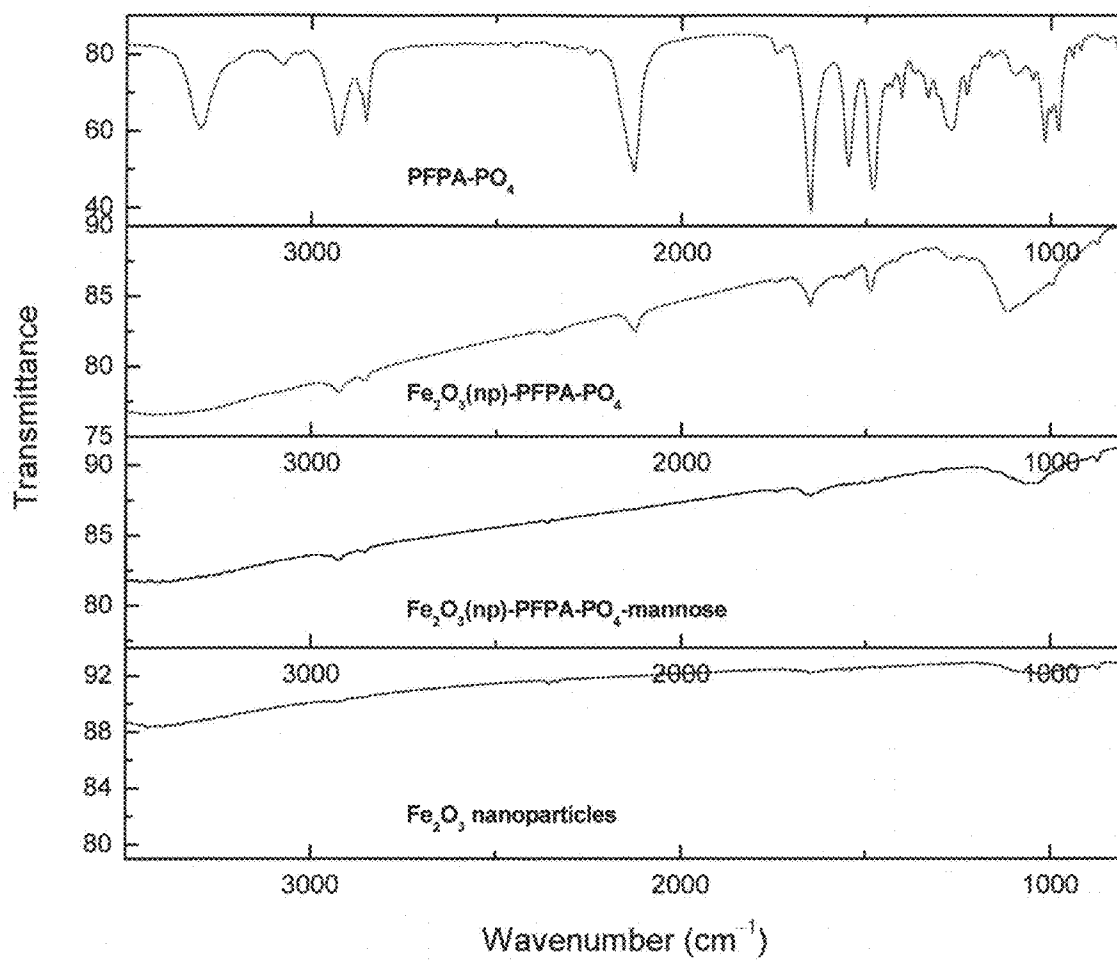 80
60
PFPA-PO₄
40
90
3000 2000 1000
85
80
Fe₂O₃(np)-PFPA-PO₄
75
3000 2000 1000
90
85
80
Fe₂O₃(np)-PFPA-PO₄-mannose
3000 2000 1000
92
88
84
Fe₂O₃ nanoparticles
80
3000 2000 1000
Transmittance
Wavenumber (cm⁻¹)